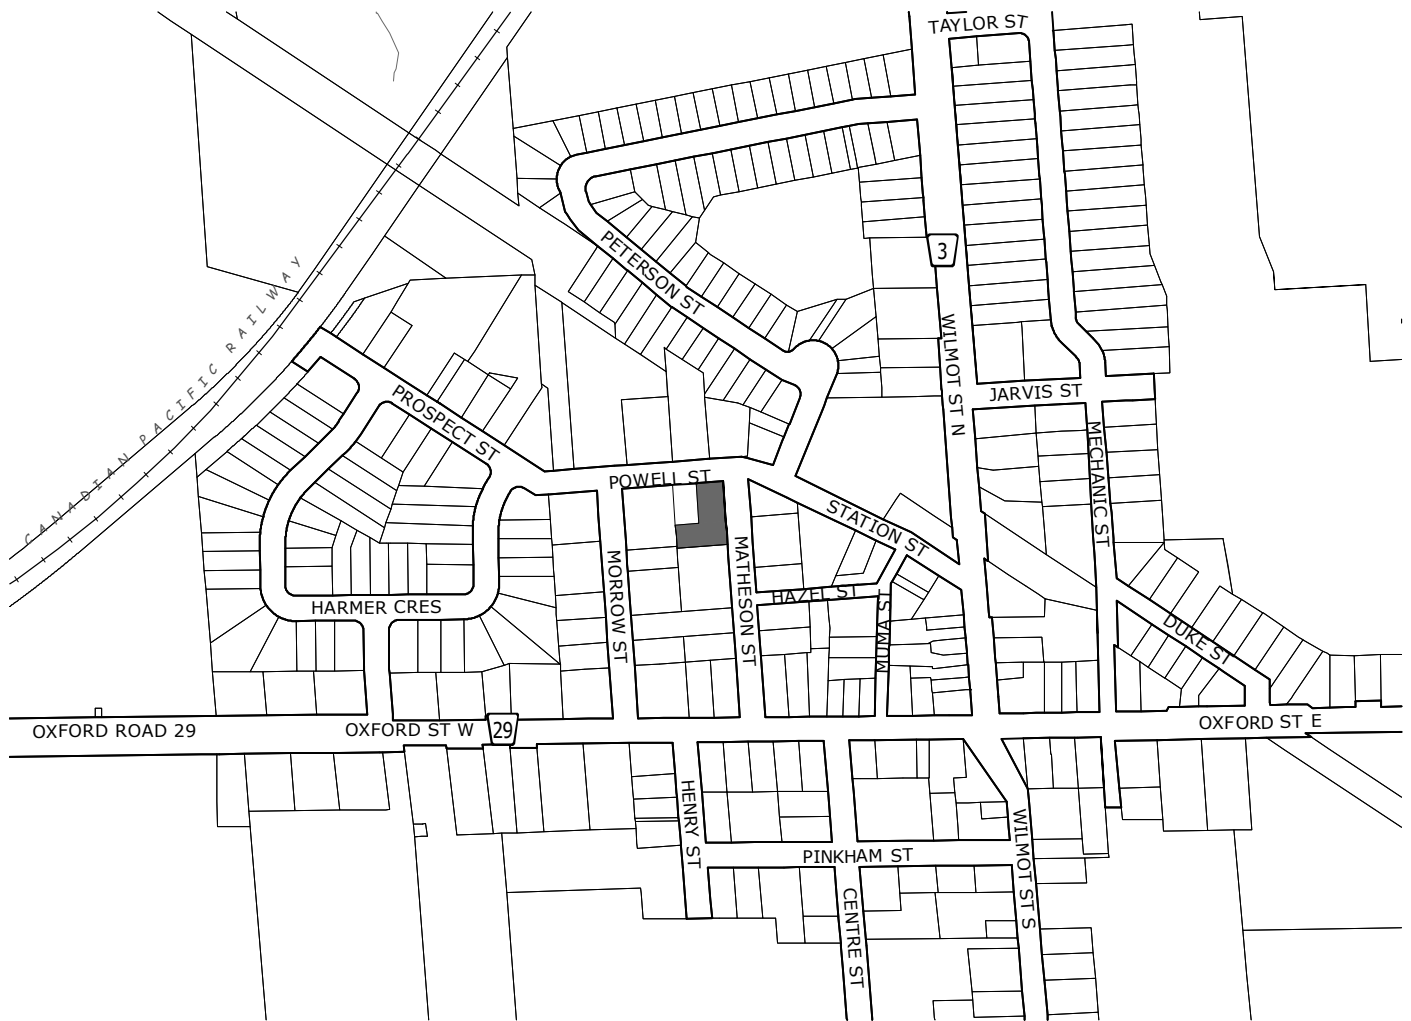 TAYLOR ST
3
PETERSON ST
CANADIAN PACIFIC RAILWAY
WILMOT ST N
JARVIS ST
PROSPECT ST
MECHANIC ST
POWELL ST
STATION ST
MORROW ST
MATHESON ST
HAZEL ST
MUMA ST
HARMER CRES
DUKE ST
OXFORD ROAD 29
OXFORD ST W
29
OXFORD ST E
HENRY ST
WILMOT ST S
PINKHAM ST
CENTRE ST